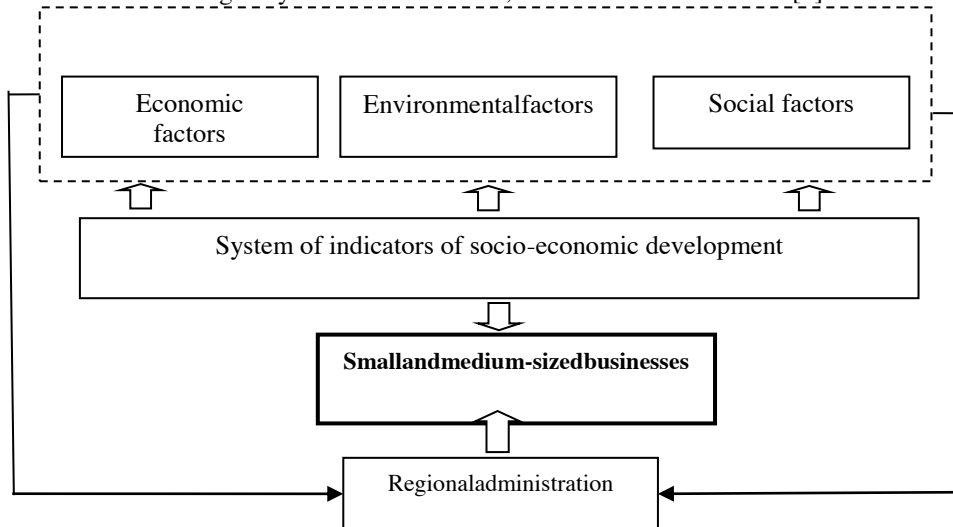 Economic
factors
Environmentalfactors
Social factors
System of indicators of socio-economic development
Smallandmedium-sizedbusinesses
Regionaladministration